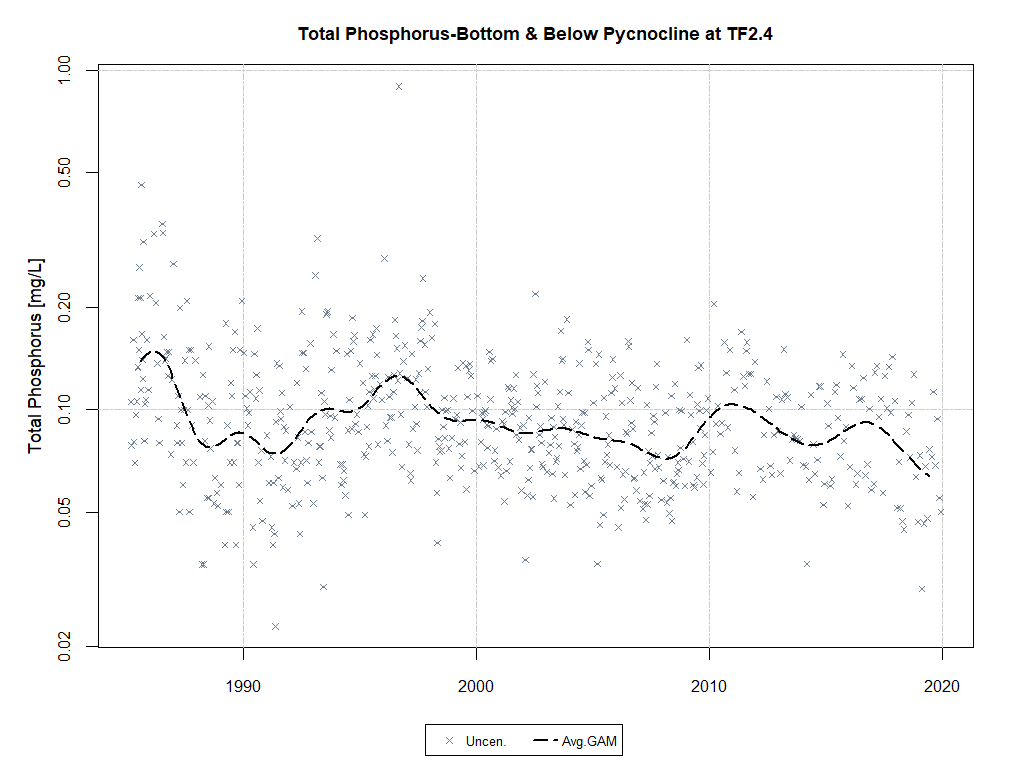 Total Phosphorus-Bottom & Below Pycnocline at TF2.4
Total Phosphorus [mg/L]
1.00
0.50
0.20
0.10
0.05
0.02
1990
2000
2010
2020
Uncen.
Avg.GAM